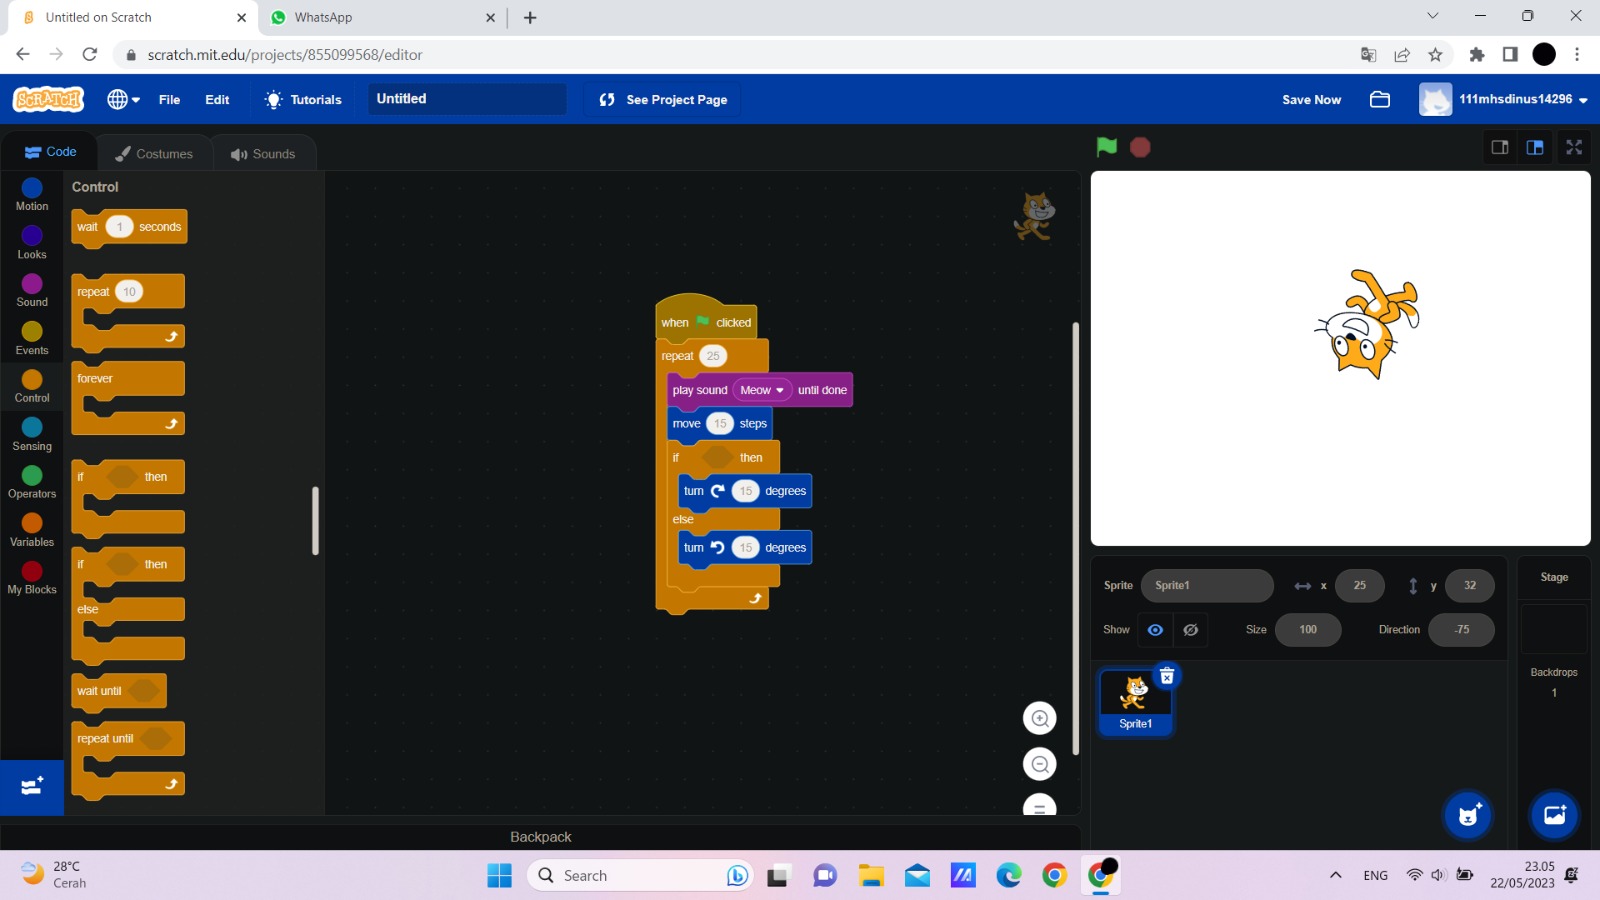 Untitled on Scratch
WhatsApp
scratch.mit.edu/projects/855099568/editor
SCRATCH
File
Edit
Tutorials
Untitled
See Project Page
Save Now
111mhsdinus14296
Code
Costumes
Sounds
Motion
Looks
Sound
Events
Control
Sensing
Operators
Variables
My Blocks
Control
wait 1 seconds
repeat 10
forever
if then
if then
else
wait until
repeat until
when clicked
repeat 25
play sound Meow until done
move 15 steps
if then
turn 15 degrees
else
turn 15 degrees
Backpack
Sprite
Sprite1
x 25
y 32
Show
Size 100
Direction -75
Sprite1
Stage
Backdrops
1
28°C
Cerah
Search
ENG
23.05
22/05/2023